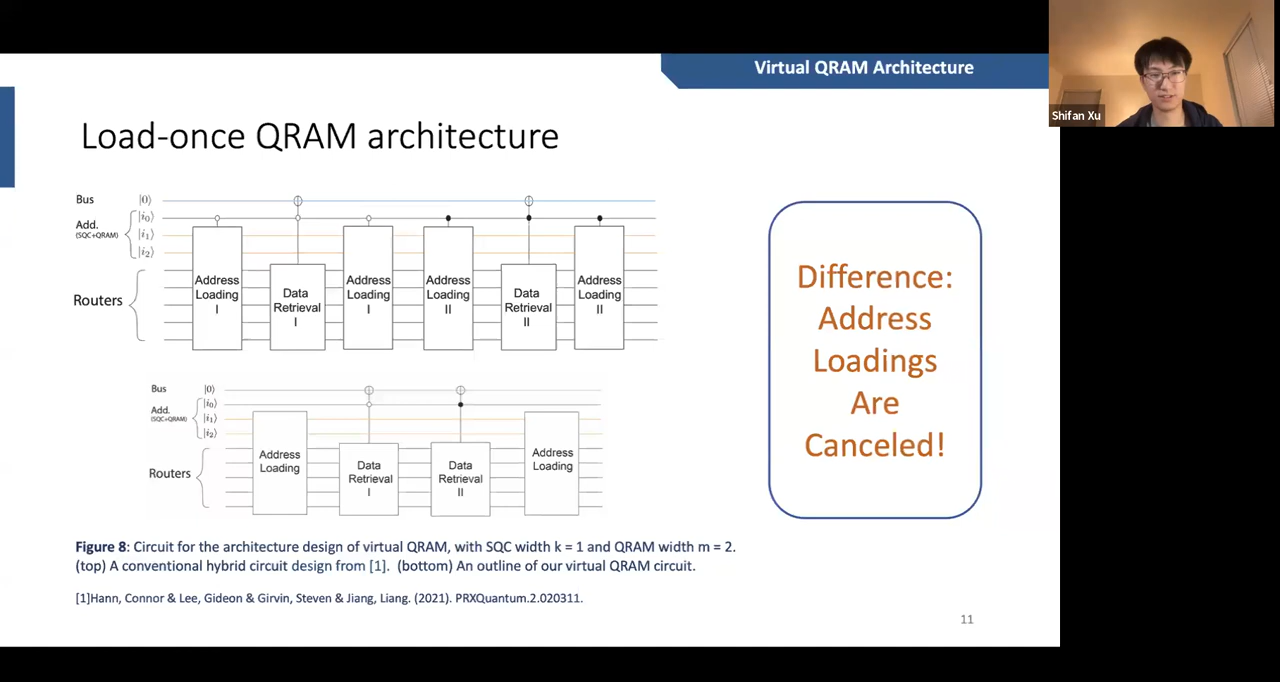 Virtual QRAM Architecture
Shifan Xu
Load-once QRAM architecture
Bus |0⟩
Add. (SQC+QRAM) |i₀⟩
|i₁⟩
|i₂⟩
Routers
Address Loading I
Data Retrieval I
Address Loading I
Address Loading II
Data Retrieval II
Address Loading II
Bus |0⟩
Add. (SQC+QRAM) |i₀⟩
|i₁⟩
|i₂⟩
Routers
Address Loading
Data Retrieval I
Data Retrieval II
Address Loading
Difference:
Address
Loadings
Are
Canceled!
Figure 8: Circuit for the architecture design of virtual QRAM, with SQC width k = 1 and QRAM width m = 2.
(top) A conventional hybrid circuit design from [1]. (bottom) An outline of our virtual QRAM circuit.
[1]Hann, Connor & Lee, Gideon & Girvin, Steven & Jiang, Liang. (2021). PRXQuantum.2.020311.
11